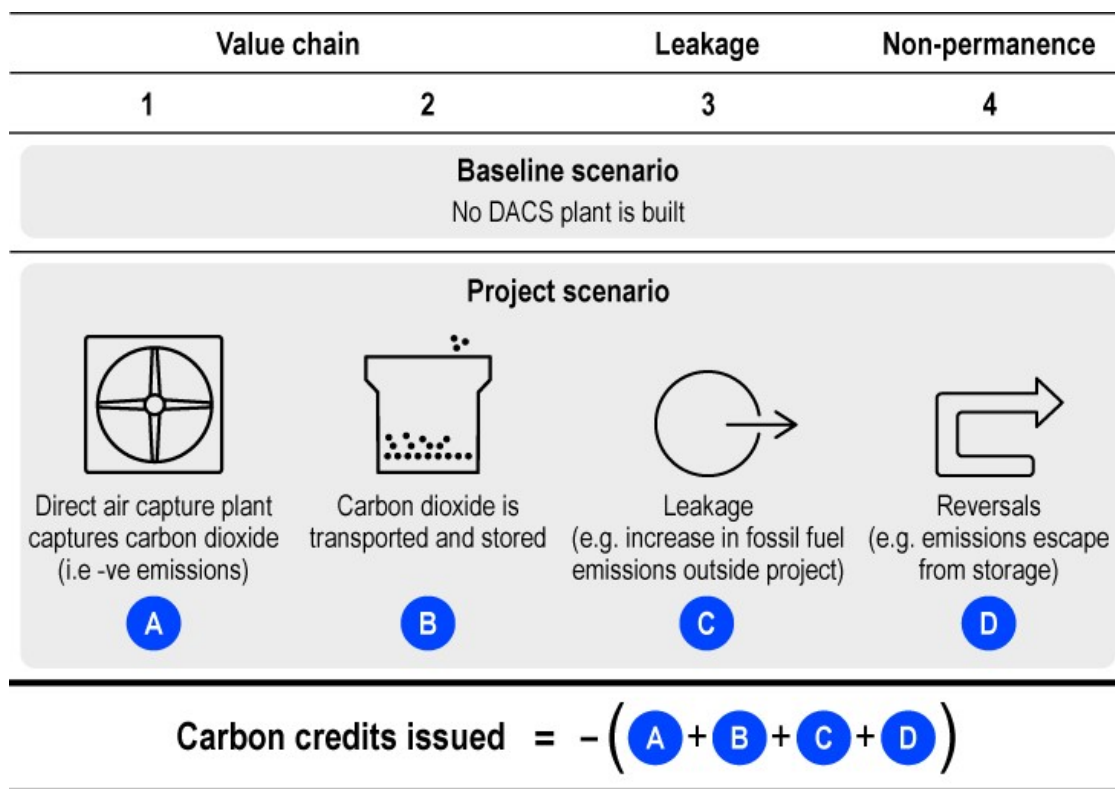 Value chain Leakage Non-permanence
1 2 3 4
Baseline scenario
No DACS plant is built
Project scenario
Direct air capture plant
captures carbon dioxide
(i.e -ve emissions)
A
Carbon dioxide is
transported and stored
B
Leakage
(e.g. increase in fossil fuel
emissions outside project)
C
Reversals
(e.g. emissions escape
from storage)
D
Carbon credits issued = –(A+B+C+D)